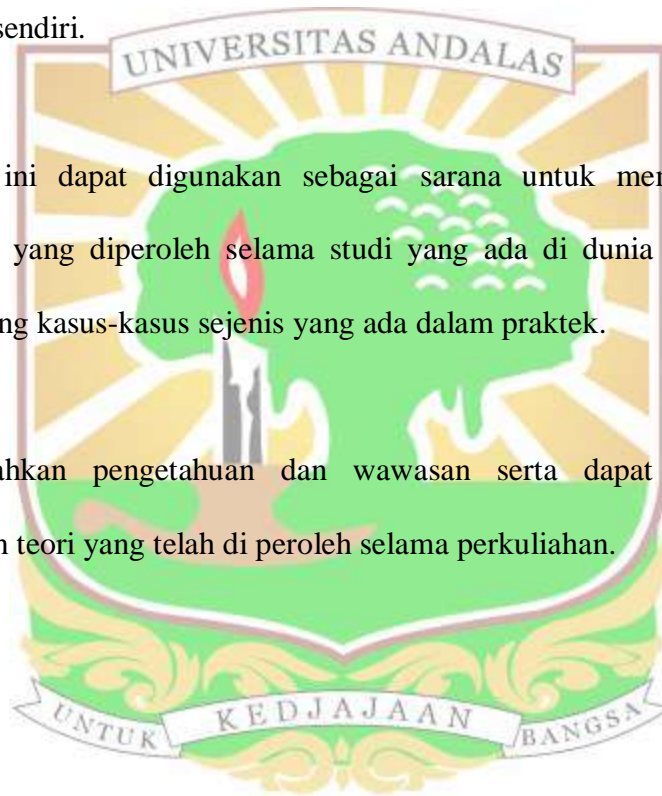 sendiri.
UNIVERSITAS ANDALAS
ini dapat digunakan sebagai sarana untuk mer
yang diperoleh selama studi yang ada di dunia
ng kasus-kasus sejenis yang ada dalam praktek.
ahkan pengetahuan dan wawasan serta dapat
n teori yang telah di peroleh selama perkuliahan.
UNTUK KEDJAJAAN BANGSA